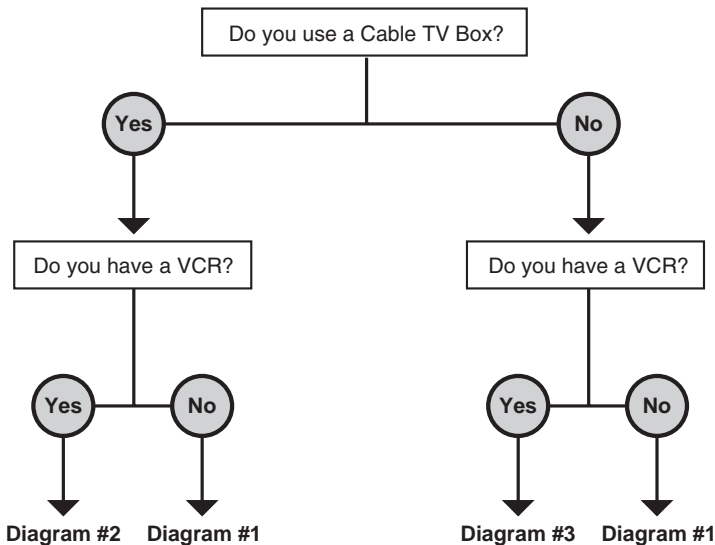 Do you use a Cable TV Box?
Yes
No
Do you have a VCR?
Do you have a VCR?
Yes
No
Yes
No
Diagram #2
Diagram #1
Diagram #3
Diagram #1